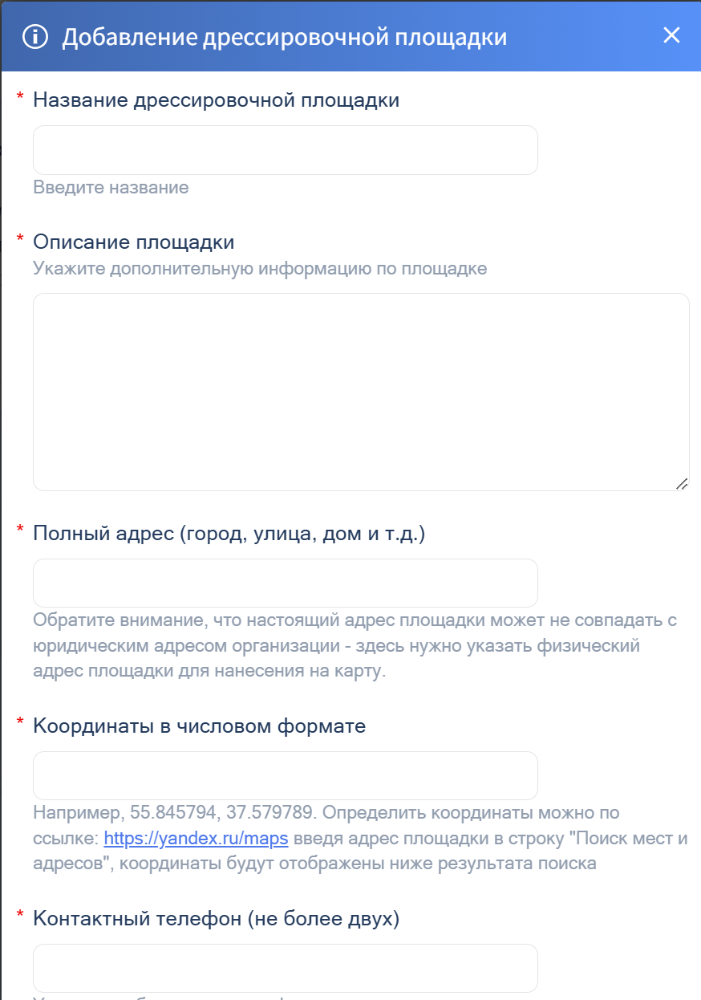 Добавление дрессировочной площадки
* Название дрессировочной площадки
Введите название
* Описание площадки
Укажите дополнительную информацию по площадке
* Полный адрес (город, улица, дом и т.д.)
Обратите внимание, что настоящий адрес площадки может не совпадать с
юридическим адресом организации - здесь нужно указать физический
адрес площадки для нанесения на карту.
* Координаты в числовом формате
Например, 55.845794, 37.579789. Определить координаты можно по
ссылке: https://yandex.ru/maps введя адрес площадки в строку "Поиск мест и
адресов", координаты будут отображены ниже результата поиска
* Контактный телефон (не более двух)